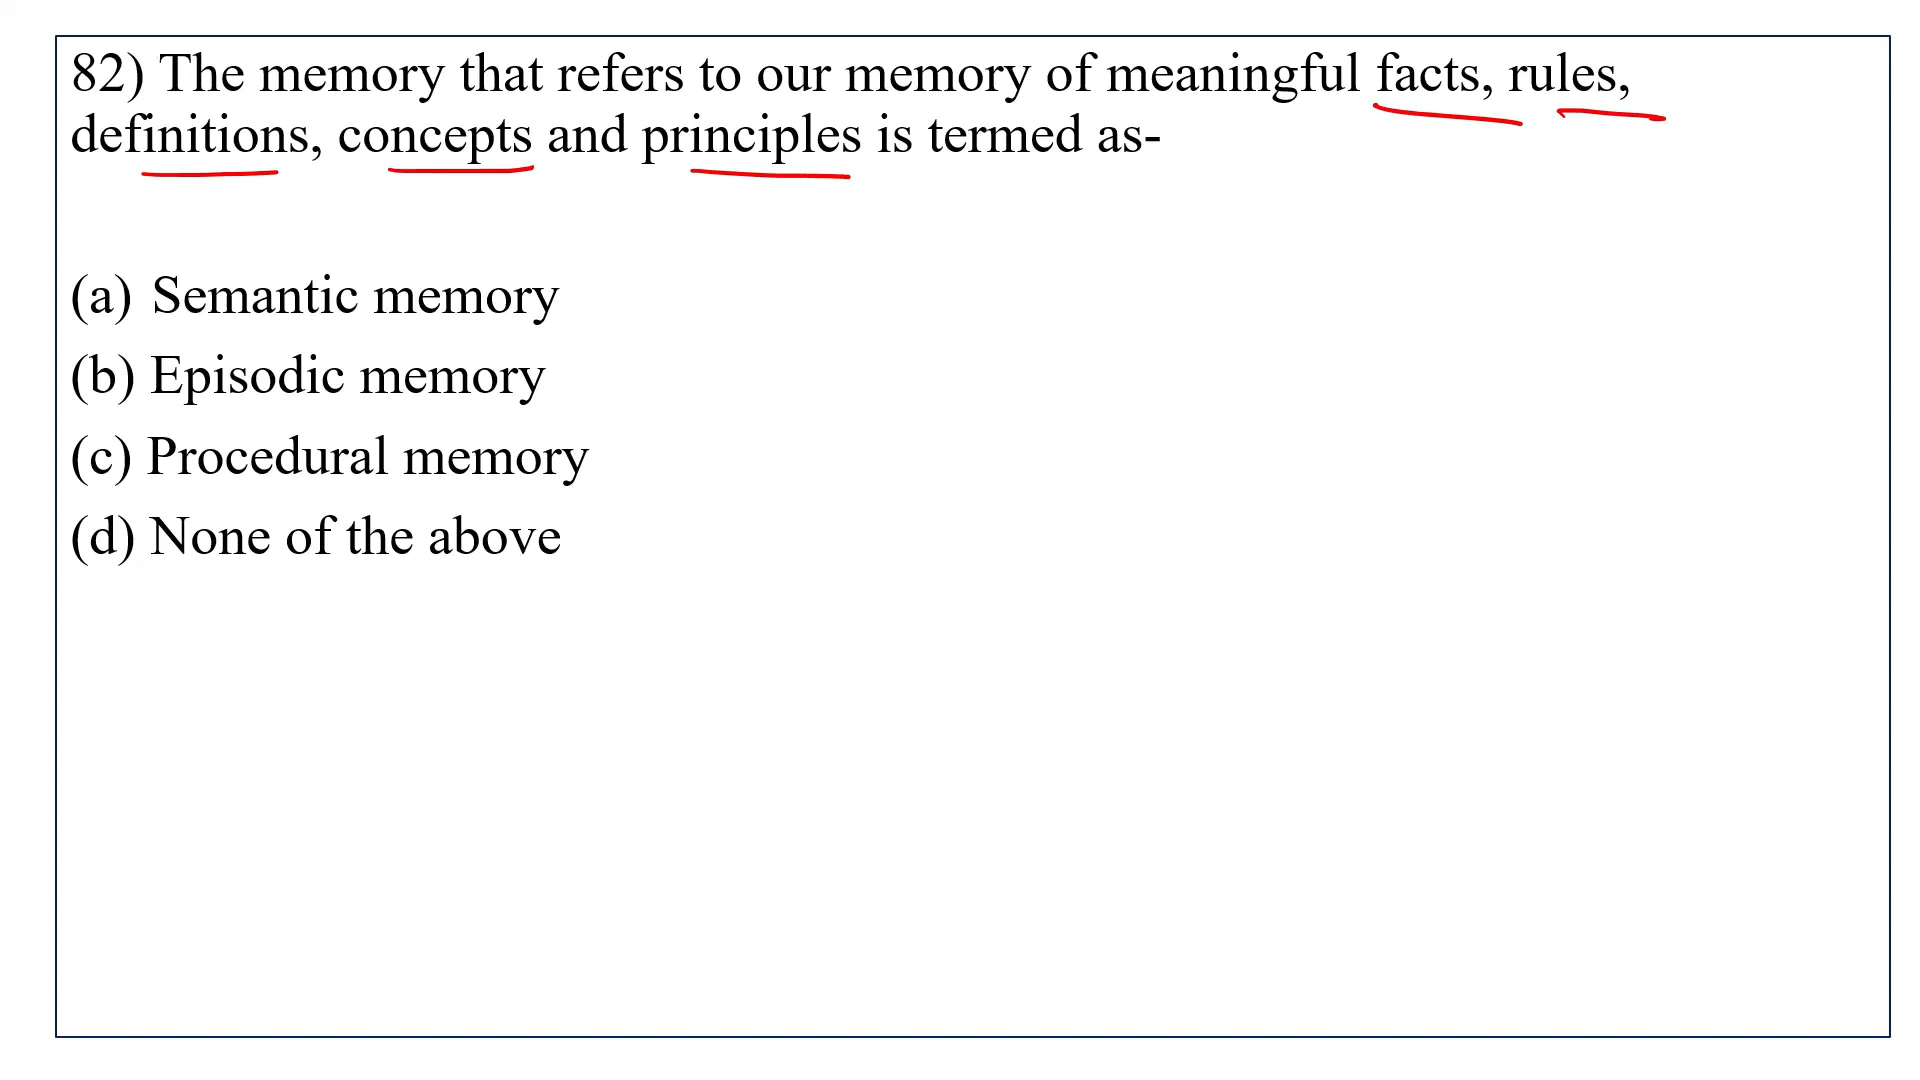 82) The memory that refers to our memory of meaningful facts, rules,
definitions, concepts and principles is termed as-
(a) Semantic memory
(b) Episodic memory
(c) Procedural memory
(d) None of the above